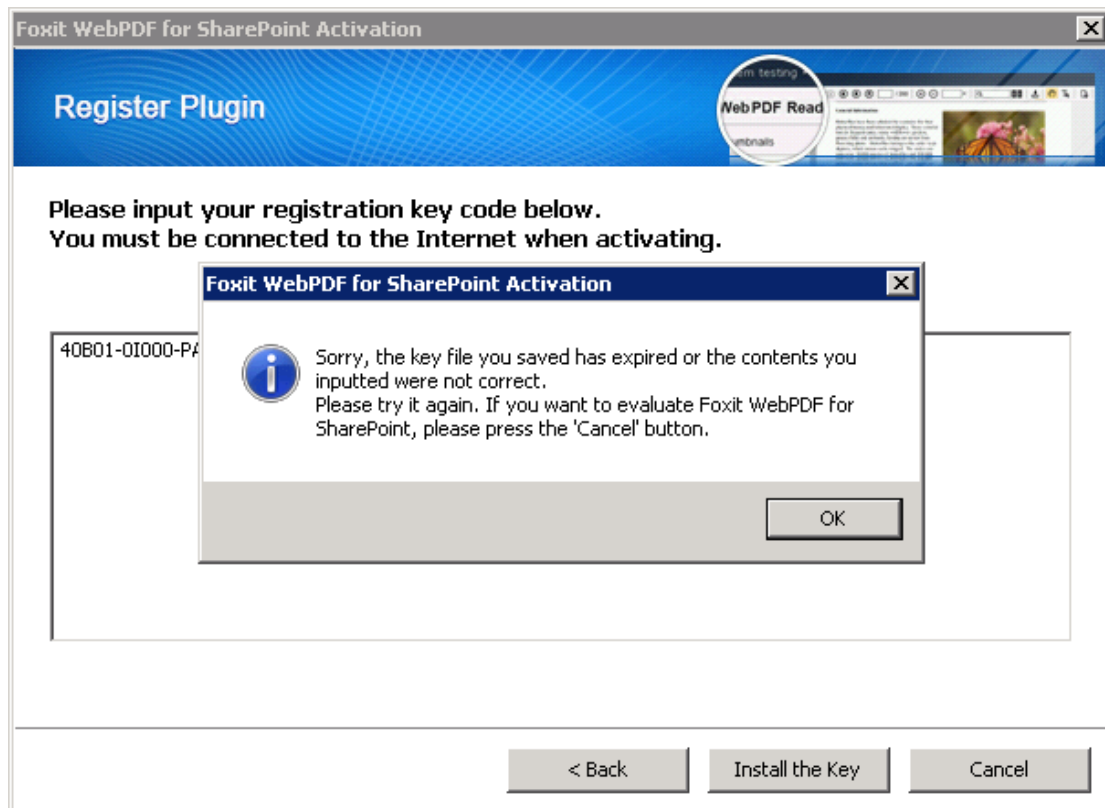 Foxit WebPDF for SharePoint Activation
Register Plugin
em testing
WebPDF Read
mbnails
Please input your registration key code below.
You must be connected to the Internet when activating.
Foxit WebPDF for SharePoint Activation
40B01-0I000-PA
Sorry, the key file you saved has expired or the contents you
inputted were not correct.
Please try it again. If you want to evaluate Foxit WebPDF for
SharePoint, please press the 'Cancel' button.
OK
< Back
Install the Key
Cancel